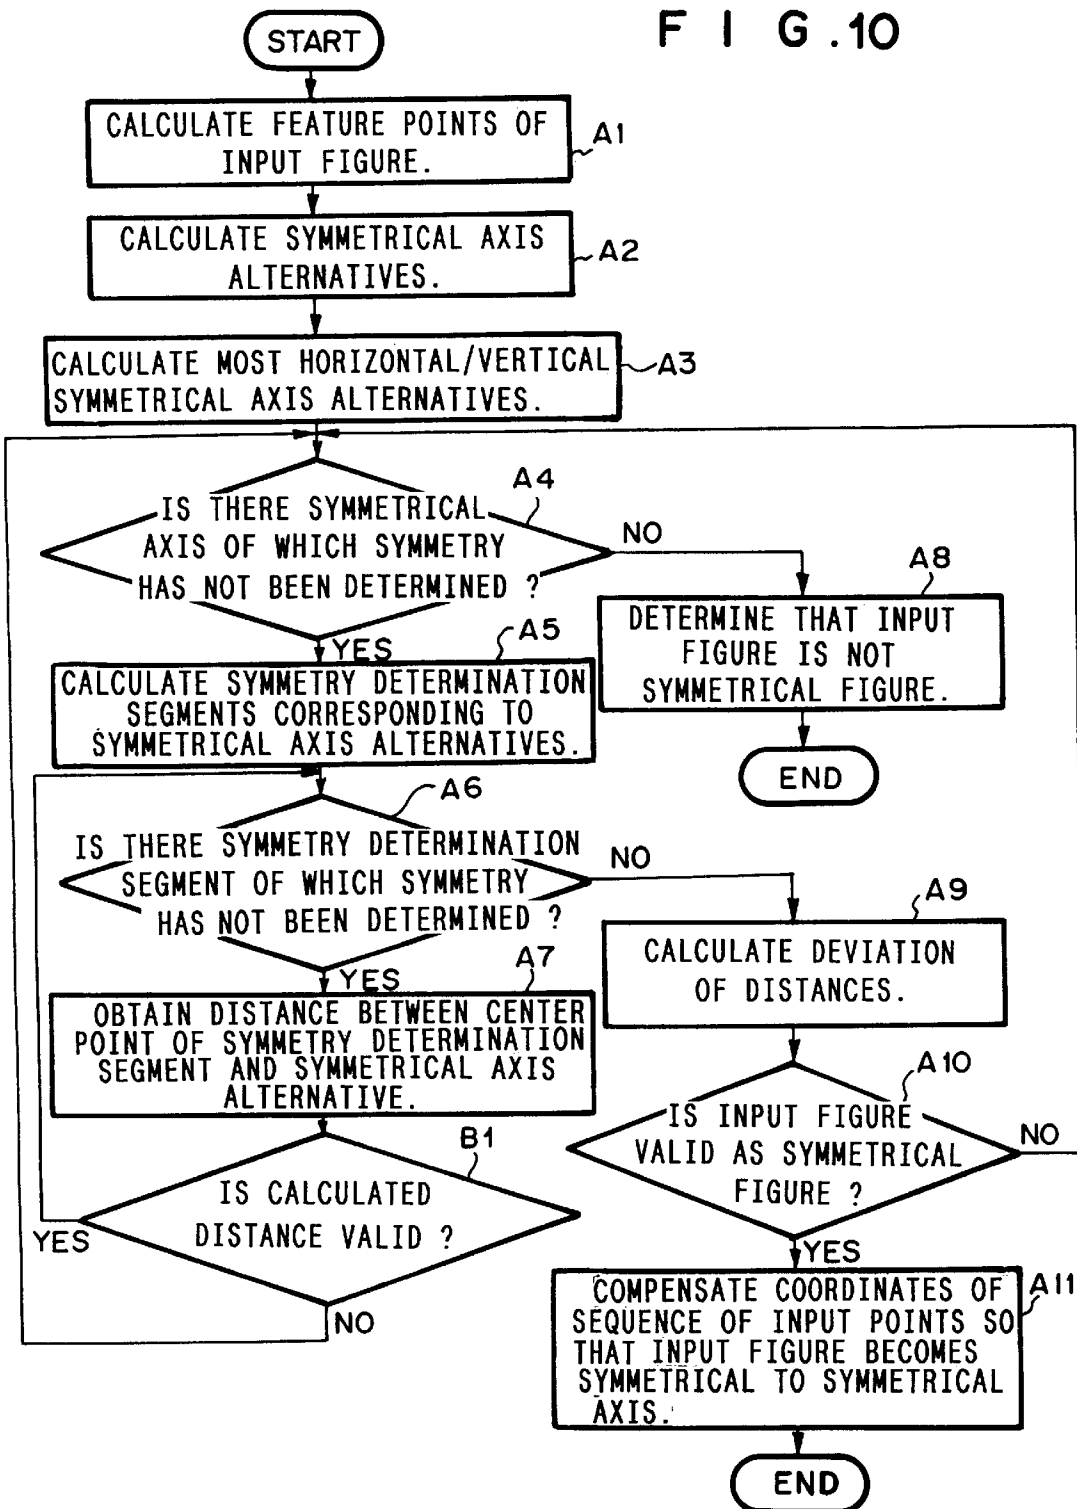 F I G.10
START
CALCULATE FEATURE POINTS OF
INPUT FIGURE.
A1
CALCULATE SYMMETRICAL AXIS
ALTERNATIVES.
A2
CALCULATE MOST HORIZONTAL/VERTICAL
SYMMETRICAL AXIS ALTERNATIVES.
A3
A4
IS THERE SYMMETRICAL
AXIS OF WHICH SYMMETRY
HAS NOT BEEN DETERMINED ?
NO
YES
A8
DETERMINE THAT INPUT
FIGURE IS NOT
SYMMETRICAL FIGURE.
END
A5
CALCULATE SYMMETRY DETERMINATION
SEGMENTS CORRESPONDING TO
SYMMETRICAL AXIS ALTERNATIVES.
A6
IS THERE SYMMETRY DETERMINATION
SEGMENT OF WHICH SYMMETRY
HAS NOT BEEN DETERMINED ?
NO
YES
A7
OBTAIN DISTANCE BETWEEN CENTER
POINT OF SYMMETRY DETERMINATION
SEGMENT AND SYMMETRICAL AXIS
ALTERNATIVE.
B1
IS CALCULATED
DISTANCE VALID ?
YES
NO
A9
CALCULATE DEVIATION
OF DISTANCES.
A10
IS INPUT FIGURE
VALID AS SYMMETRICAL
FIGURE ?
NO
YES
A11
COMPENSATE COORDINATES OF
SEQUENCE OF INPUT POINTS SO
THAT INPUT FIGURE BECOMES
SYMMETRICAL TO SYMMETRICAL
AXIS.
END